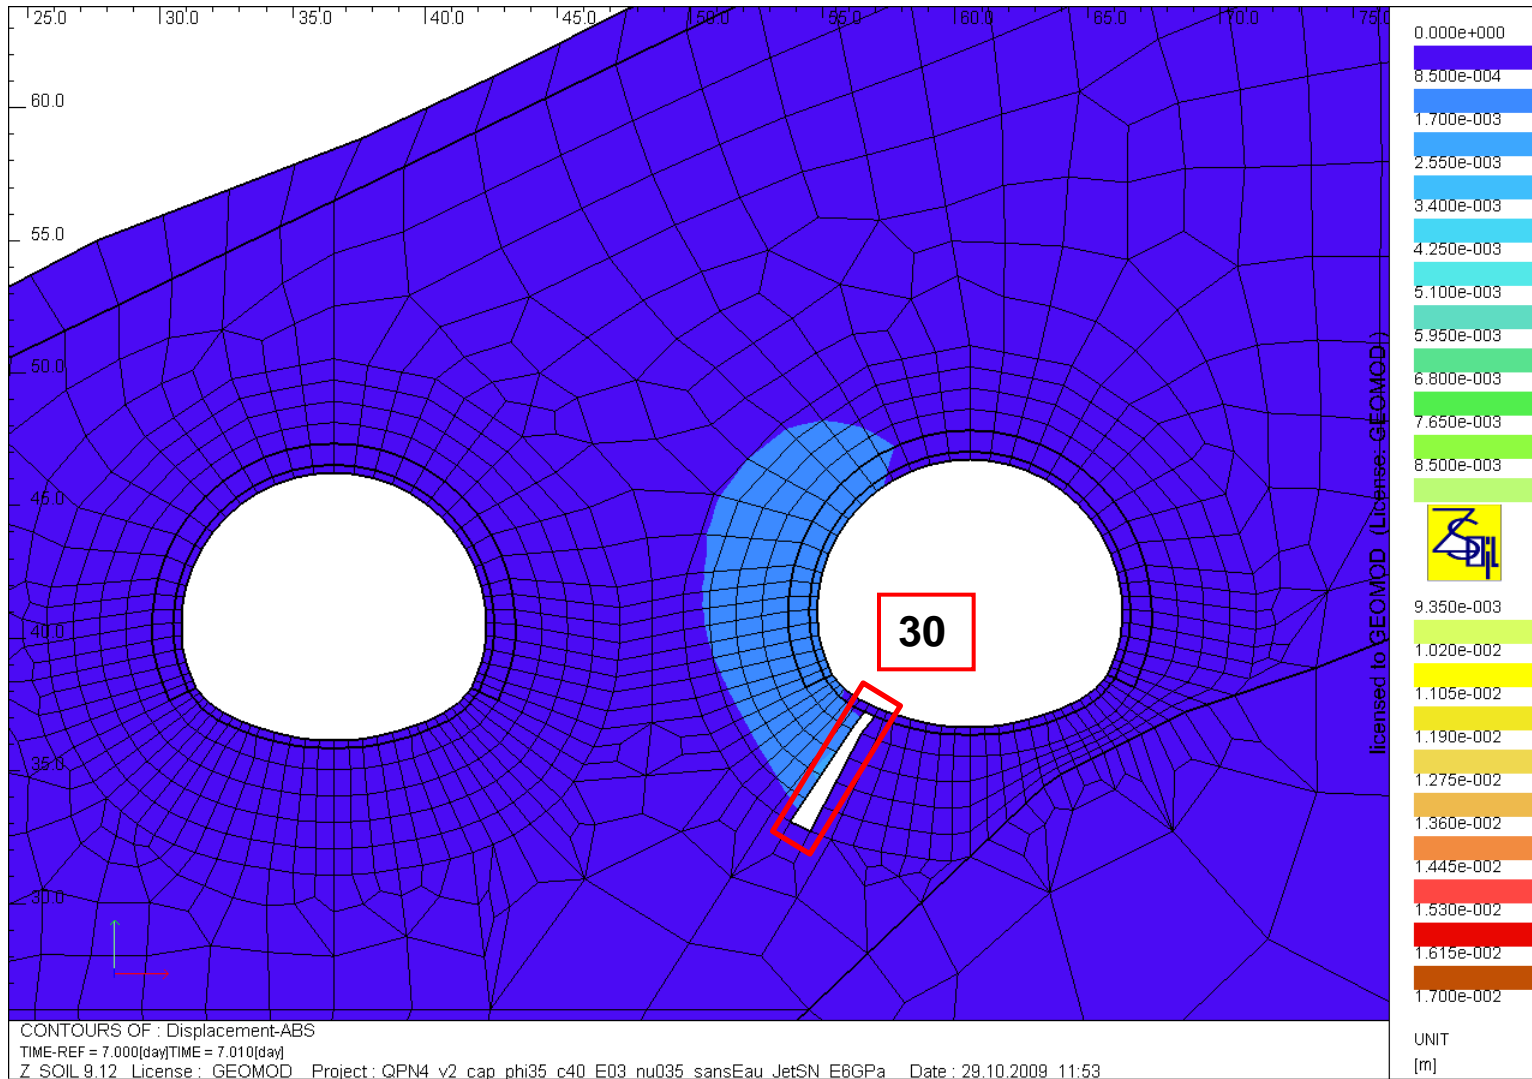 25.0 30.0 35.0 40.0 45.0 50.0 55.0 60.0 65.0 70.0 75.0
60.0
55.0
50.0
45.0
40.0
35.0
30.0
30
licensed to GEOMOD (License: GEOMOD)
0.000e+000
8.500e-004
1.700e-003
2.550e-003
3.400e-003
4.250e-003
5.100e-003
5.950e-003
6.800e-003
7.650e-003
8.500e-003
ZSOIL
9.350e-003
1.020e-002
1.105e-002
1.190e-002
1.275e-002
1.360e-002
1.445e-002
1.530e-002
1.615e-002
1.700e-002
UNIT
[m]
CONTOURS OF : Displacement-ABS
TIME-REF = 7.000[day]TIME = 7.010[day]
Z_SOIL 9.12 License : GEOMOD Project : QPN4_v2_cap_phi35_c40_E03_nu035_sansEau_JetSN_E6GPa Date : 29.10.2009 11:53